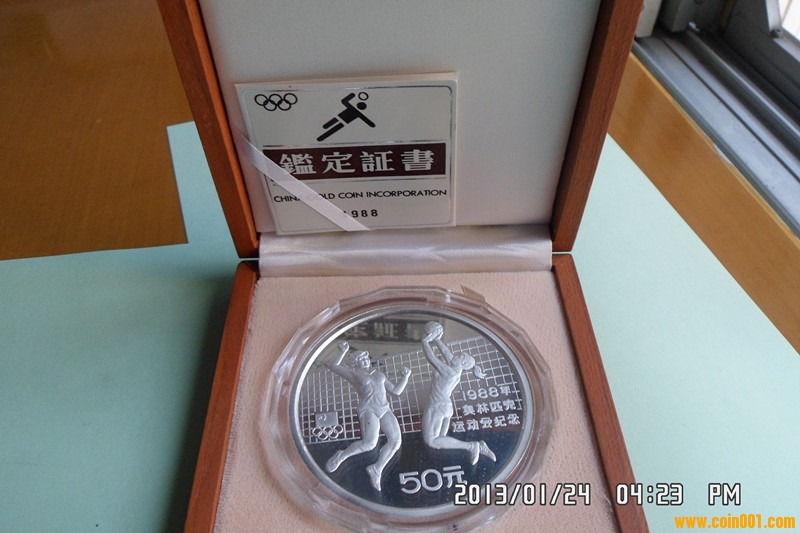 鑑定証書
CHINA GOLD COIN INCORPORATION
1988
1988年
奥林匹克
运动会纪念
50元
2013/01/24 04:23 PM
www.coin001.com